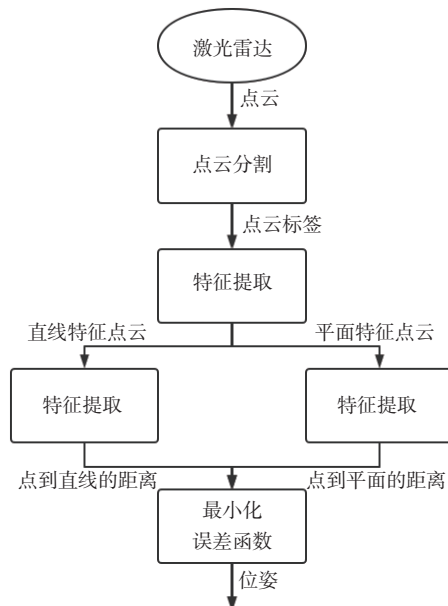 激光雷达
点云
点云分割
点云标签
特征提取
直线特征点云
平面特征点云
特征提取
特征提取
点到直线的距离
点到平面的距离
最小化
误差函数
位姿